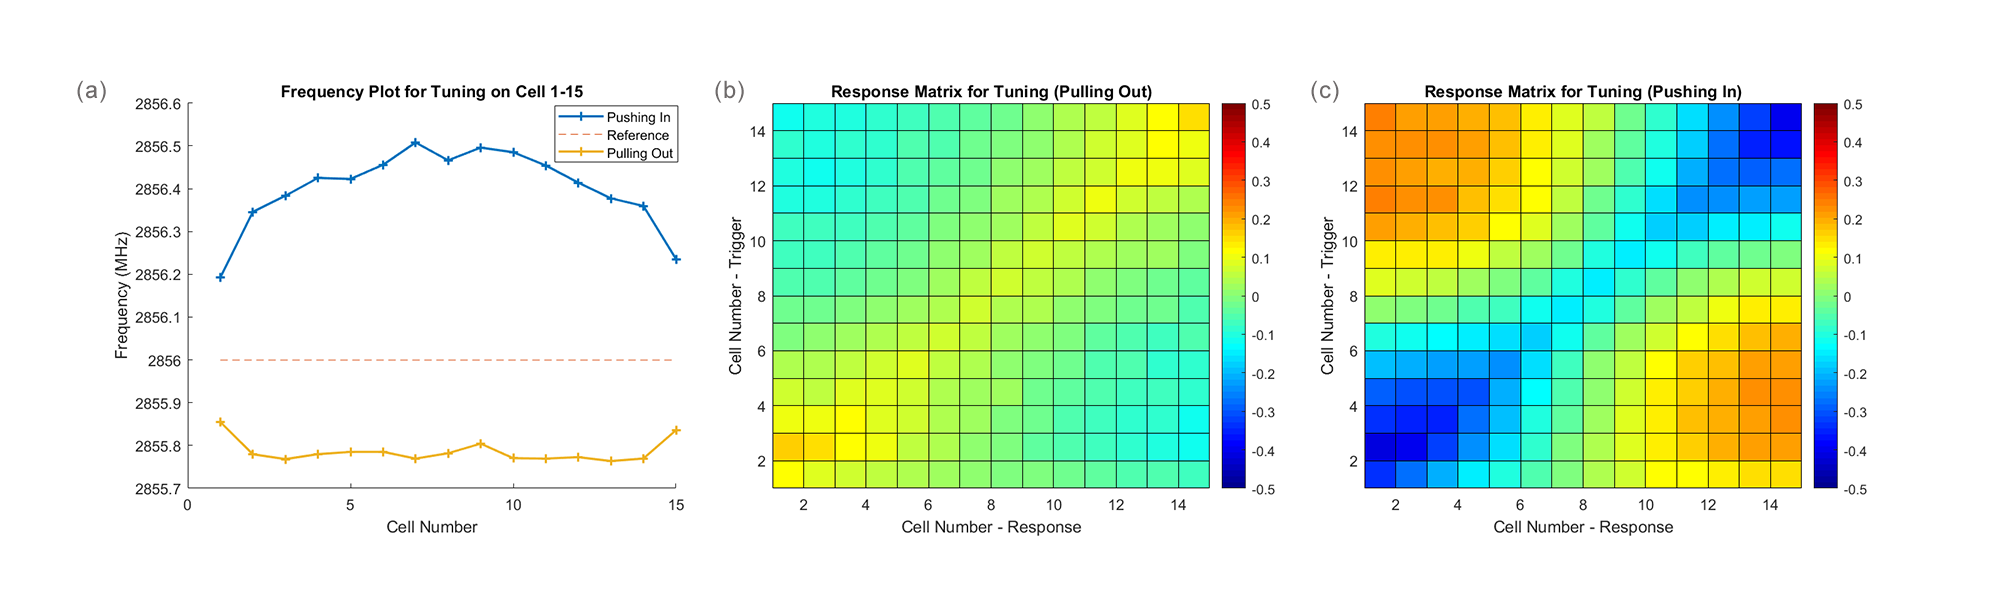 (a)
Frequency Plot for Tuning on Cell 1-15
2856.6
2856.5
2856.4
2856.3
2856.2
2856.1
2856
2855.9
2855.8
2855.7
Frequency (MHz)
0 5 10 15
Cell Number
Pushing In
Reference
Pulling Out
(b)
Response Matrix for Tuning (Pulling Out)
14
12
10
8
6
4
2
Cell Number - Trigger
2 4 6 8 10 12 14
Cell Number - Response
0.5
0.4
0.3
0.2
0.1
0
-0.1
-0.2
-0.3
-0.4
-0.5
(c)
Response Matrix for Tuning (Pushing In)
14
12
10
8
6
4
2
Cell Number - Trigger
2 4 6 8 10 12 14
Cell Number - Response
0.5
0.4
0.3
0.2
0.1
0
-0.1
-0.2
-0.3
-0.4
-0.5